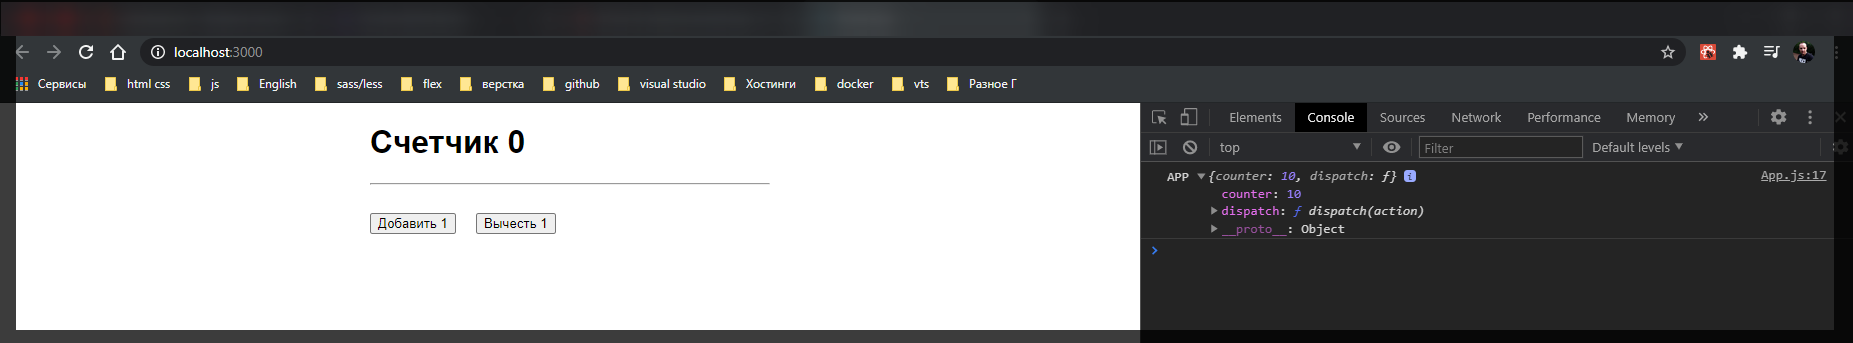 localhost:3000
Сервисы html css js English sass/less flex верстка github visual studio Хостинги docker vts Разное Г
Счетчик 0
Добавить 1 Вычесть 1
Elements Console Sources Network Performance Memory »
top Filter Default levels
APP {counter: 10, dispatch: ƒ} i App.js:17
counter: 10
dispatch: ƒ dispatch(action)
__proto__: Object